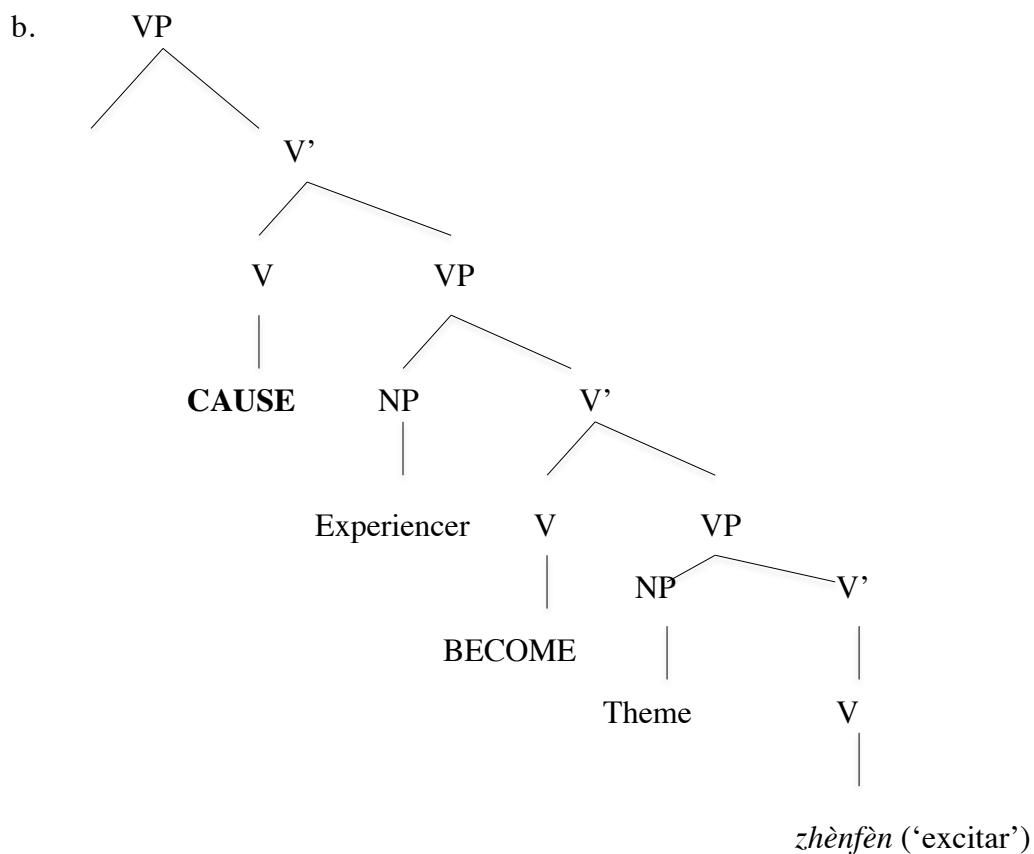 b. VP
V’
V VP
CAUSE NP V’
Experiencer V VP
NP V’
BECOME
Theme V
zhènfèn (‘excitar’)